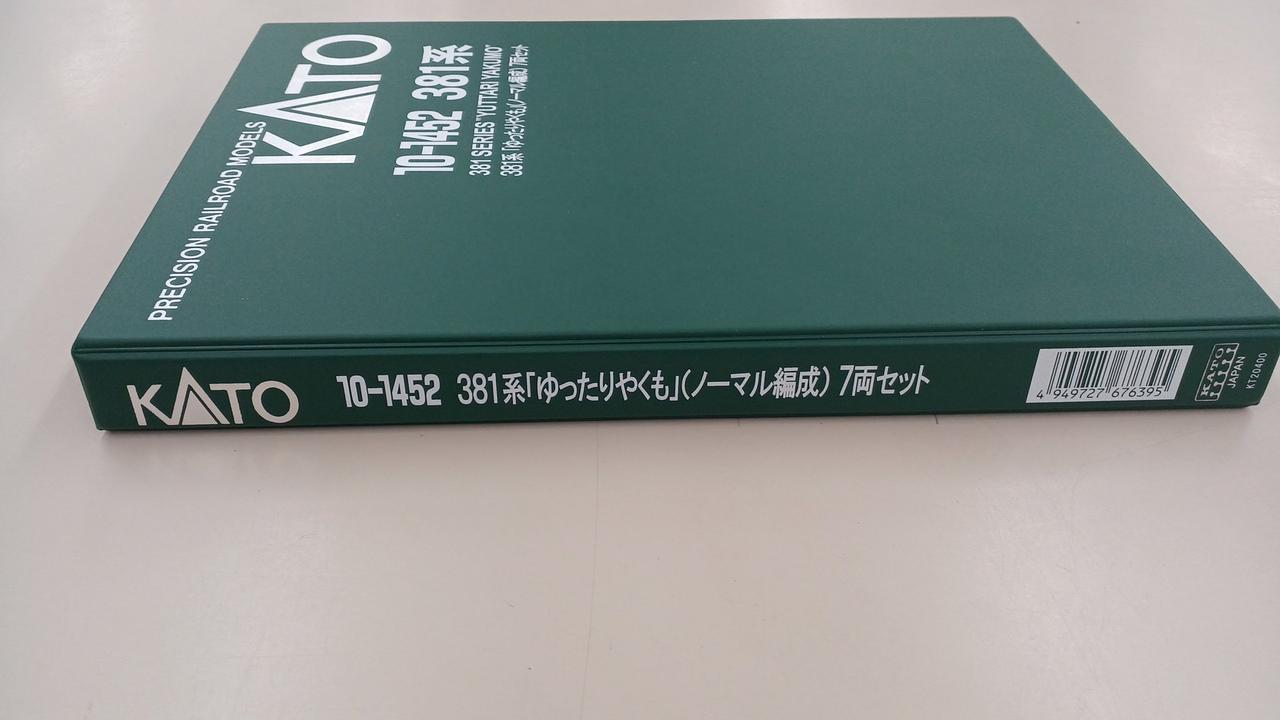 PRECISION RAILROAD MODELS
KATO
10-1452 381系
381 SERIES "YUTTARI YAKUMO"
381系「ゆったりやくも」(ノーマル編成) 7両セット
KATO
10-1452 381系「ゆったりやくも」(ノーマル編成) 7両セット
4 949727 676395
KATO
JAPAN
KT20400